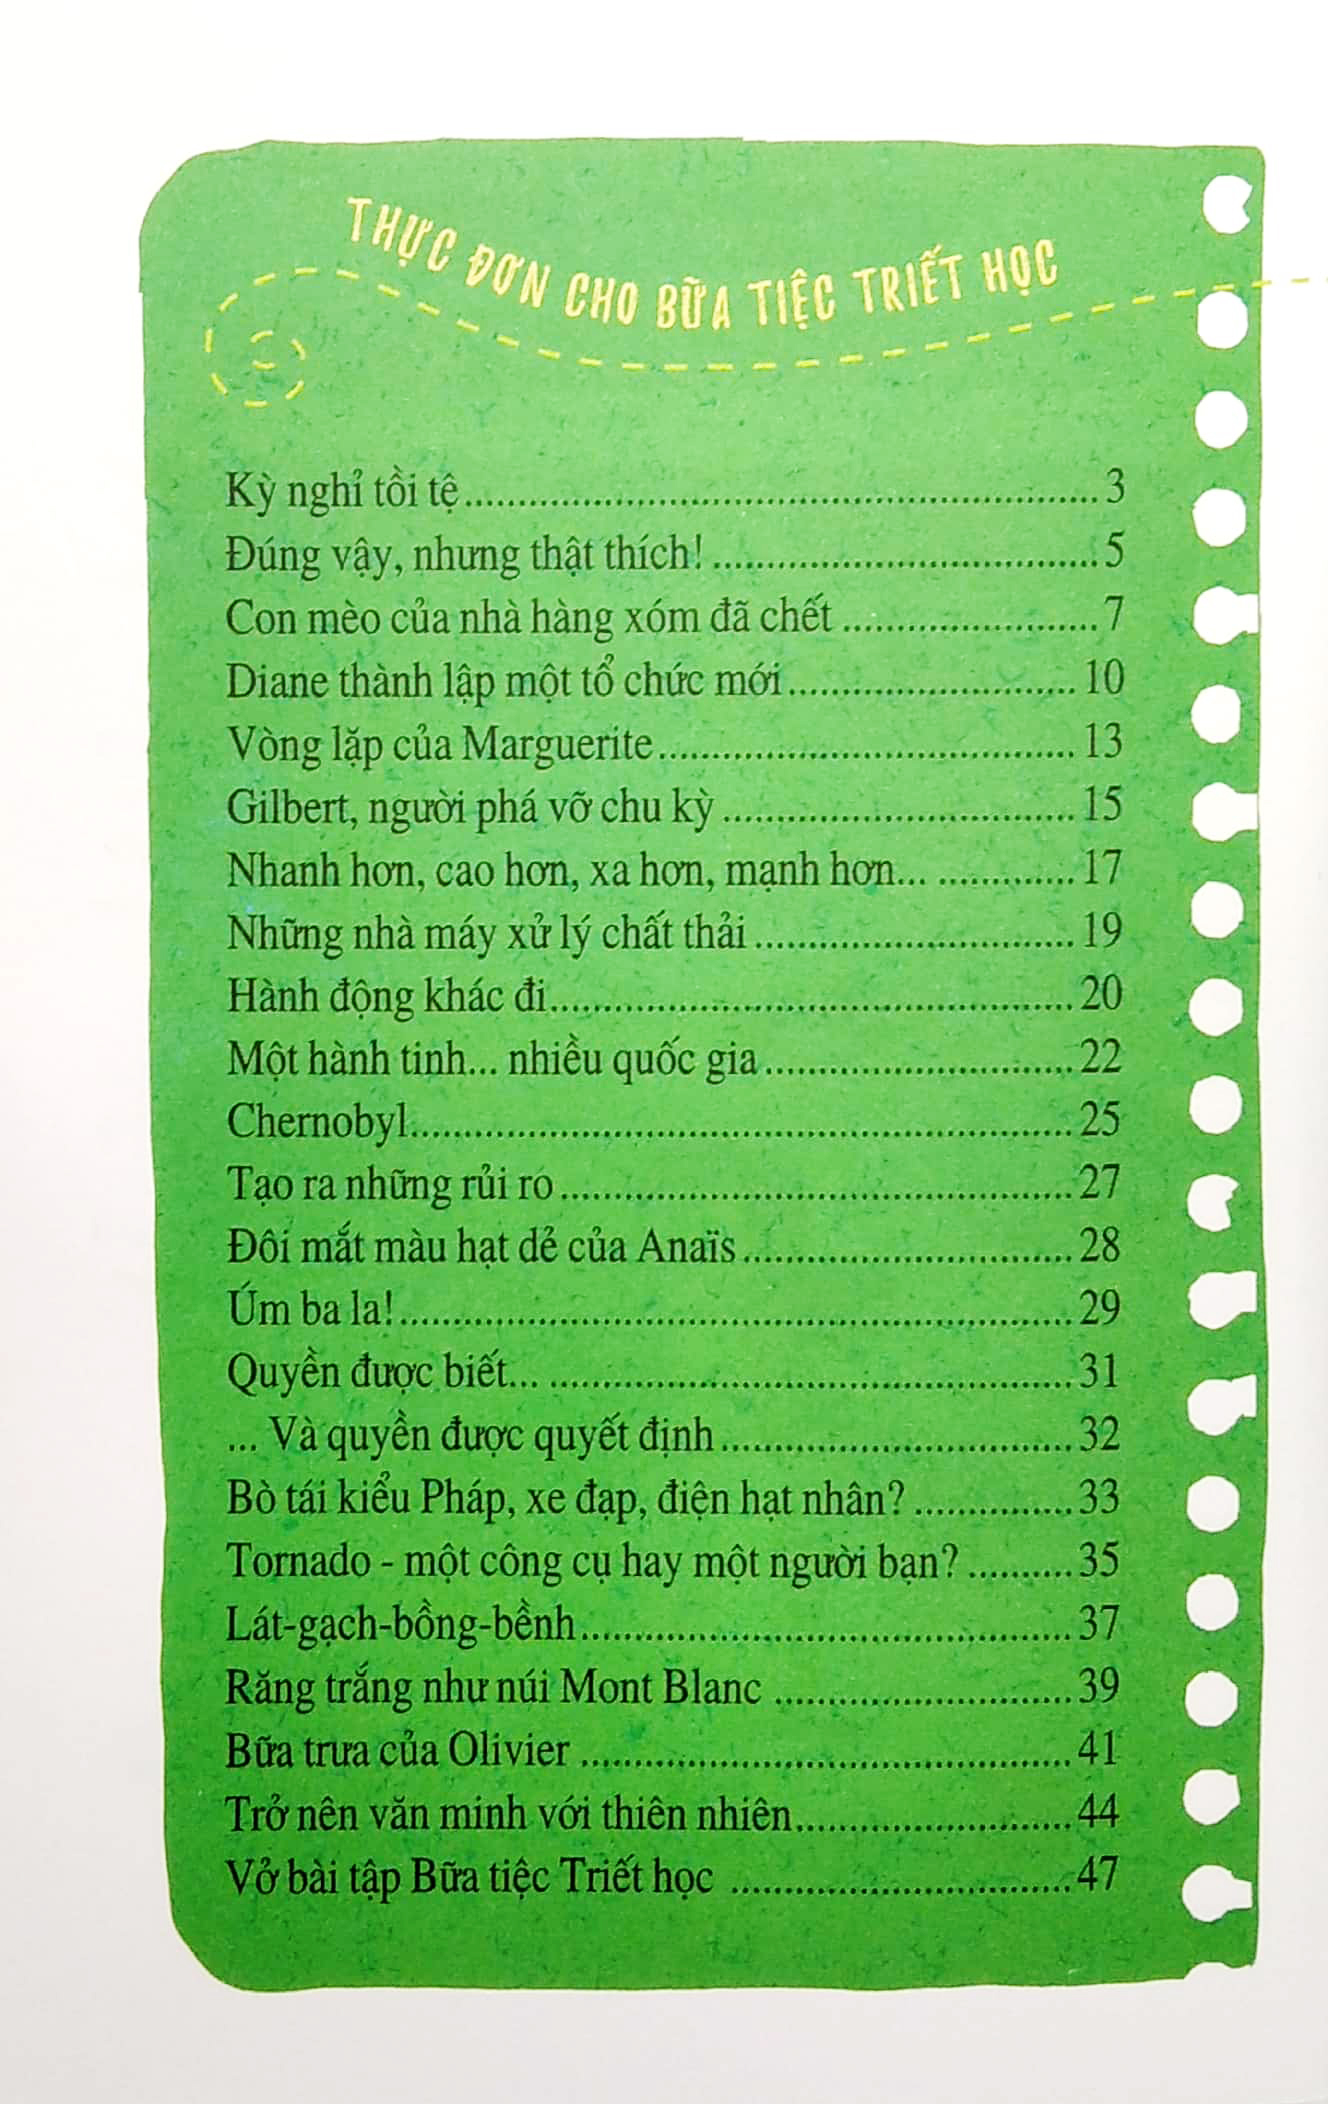 THỰC ĐƠN CHO BỮA TIỆC TRIẾT HỌC
Kỳ nghỉ tồi tệ............................................................3
Đúng vậy, nhưng thật thích! ....................................5
Con mèo của nhà hàng xóm đã chết ........................7
Diane thành lập một tổ chức mới........................... 10
Vòng lặp của Marguerite....................................... 13
Gilbert, người phá vỡ chu kỳ ................................. 15
Nhanh hơn, cao hơn, xa hơn, mạnh hơn... ............. 17
Những nhà máy xử lý chất thải .............................. 19
Hành động khác đi................................................. 20
Một hành tinh... nhiều quốc gia ............................. 22
Chernobyl.............................................................. 25
Tạo ra những rủi ro ................................................ 27
Đôi mắt màu hạt dẻ của Anaïs ............................... 28
Úm ba la!............................................................... 29
Quyền được biết... ................................................. 31
... Và quyền được quyết định ................................. 32
Bò tái kiểu Pháp, xe đạp, điện hạt nhân? ............... 33
Tornado - một công cụ hay một người bạn? .......... 35
Lát-gạch-bồng-bềnh.............................................. 37
Răng trắng như núi Mont Blanc ............................ 39
Bữa trưa của Olivier .............................................. 41
Trở nên văn minh với thiên nhiên.......................... 44
Vở bài tập Bữa tiệc Triết học ................................ 47